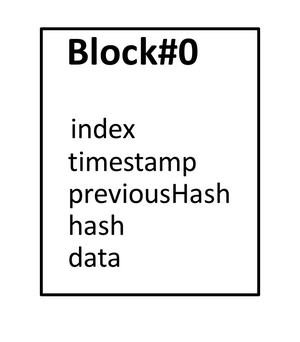 Block#0
index
timestamp
previousHash
hash
data